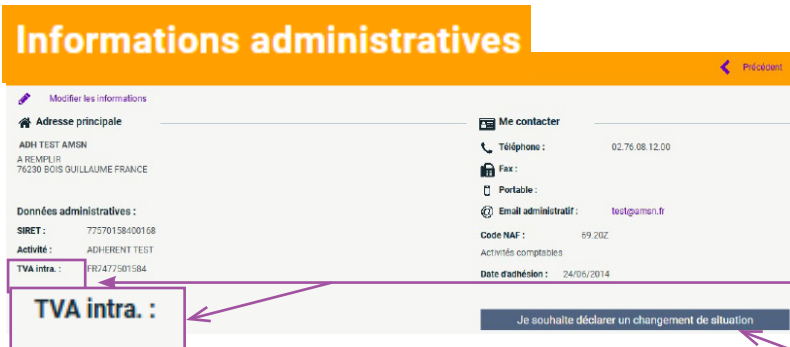 Informations administratives
Précédent
Modifier les informations
Adresse principale
ADH TEST AMSN
A REMPLIR
76230 BOIS GUILLAUME FRANCE
Données administratives :
SIRET : 77570158400168
Activité : ADHERENT TEST
TVA intra. : FR7477501584
TVA intra. :
Me contacter
Téléphone : 02.76.08.12.00
Fax :
Portable :
Email administratif : test@amsn.fr
Code NAF : 69.20Z
Activités comptables
Date d'adhésion : 24/06/2014
Je souhaite déclarer un changement de situation